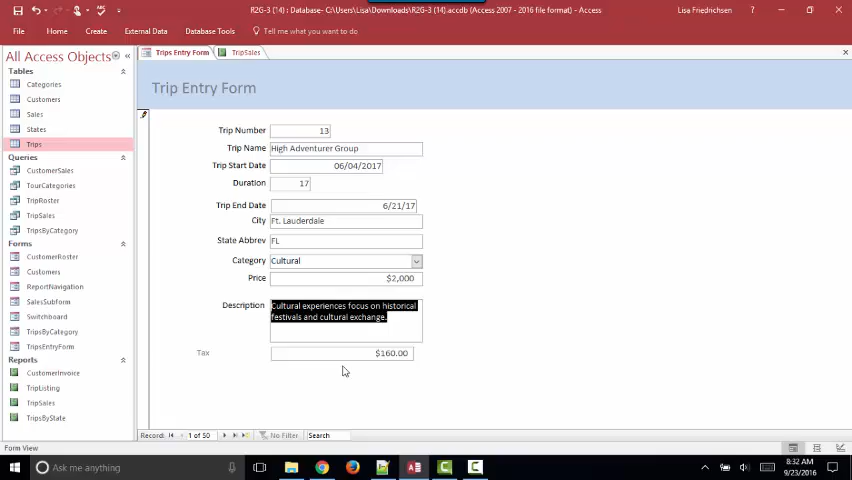 R2G-3 (14) : Database- C:\Users\Lisa\Downloads\R2G-3 (14).accdb (Access 2007 - 2016 file format) - Access
Lisa Friedrichsen
File Home Create External Data Database Tools Tell me what you want to do
All Access Objects
Tables
Categories
Customers
Sales
States
Trips
Queries
CustomerSales
TourCategories
TripRoster
TripSales
TripsByCategory
Forms
CustomerRoster
Customers
ReportNavigation
SalesSubform
Switchboard
TripsByCategory
TripsEntryForm
Reports
CustomerInvoice
TripListing
TripSales
TripsByState
Trips Entry Form TripSales
Trip Entry Form
Trip Number 13
Trip Name High Adventurer Group
Trip Start Date 06/04/2017
Duration 17
Trip End Date 6/21/17
City Ft. Lauderdale
State Abbrev FL
Category Cultural
Price $2,000
Description Cultural experiences focus on historical
festivals and cultural exchange.
Tax $160.00
Record: 1 of 50 No Filter Search
Form View
Ask me anything
8:32 AM
9/23/2016